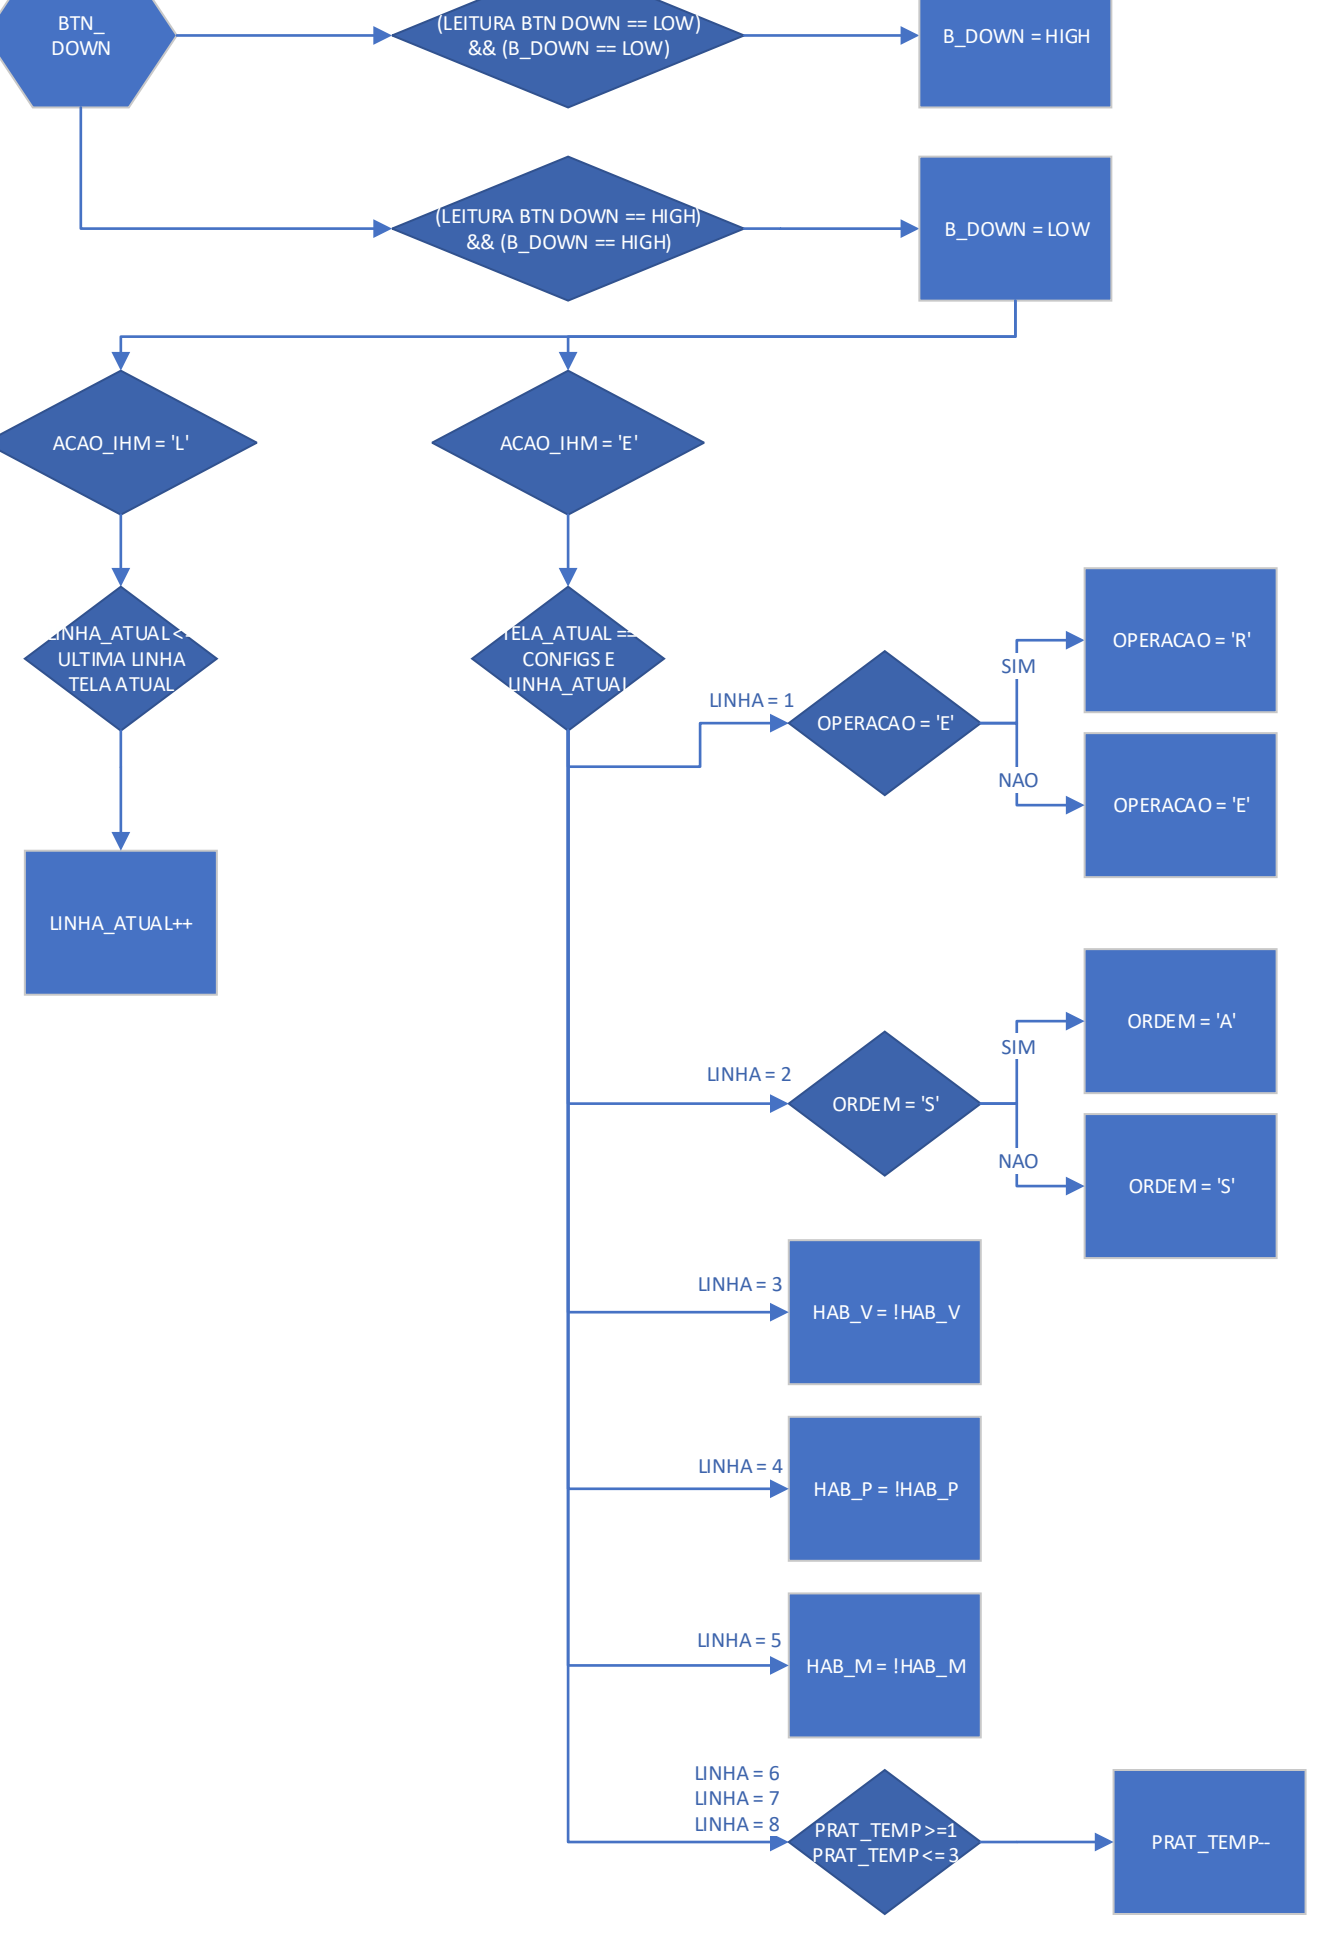 BTN_
DOWN
(LEITURA BTN DOWN == LOW)
&& (B_DOWN == LOW)
B_DOWN = HIGH
(LEITURA BTN DOWN == HIGH)
&& (B_DOWN == HIGH)
B_DOWN = LOW
ACAO_IHM = 'L'
ACAO_IHM = 'E'
LINHA_ATUAL <=
ULTIMA LINHA
TELA ATUAL
TELA_ATUAL ==
CONFIGS E
LINHA_ATUAL
LINHA = 1
OPERACAO = 'E'
SIM
OPERACAO = 'R'
NAO
OPERACAO = 'E'
LINHA_ATUAL++
LINHA = 2
ORDEM = 'S'
SIM
ORDEM = 'A'
NAO
ORDEM = 'S'
LINHA = 3
HAB_V = !HAB_V
LINHA = 4
HAB_P = !HAB_P
LINHA = 5
HAB_M = !HAB_M
LINHA = 6
LINHA = 7
LINHA = 8
PRAT_TEMP >=1
PRAT_TEMP <= 3
PRAT_TEMP--